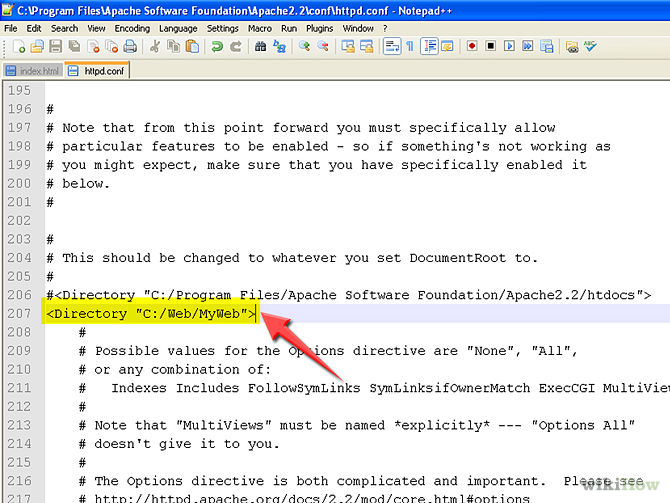 C:\Program Files\Apache Software Foundation\Apache2.2\conf\httpd.conf - Notepad++
File Edit Search View Encoding Language Settings Macro Run Plugins Window ?
index.html httpd.conf
195
196 #
197 # Note that from this point forward you must specifically allow
198 # particular features to be enabled - so if something's not working as
199 # you might expect, make sure that you have specifically enabled it
200 # below.
201 #
202
203 #
204 # This should be changed to whatever you set DocumentRoot to.
205 #
206 #<Directory "C:/Program Files/Apache Software Foundation/Apache2.2/htdocs">
207 <Directory "C:/Web/MyWeb">
208 #
209 # Possible values for the Options directive are "None", "All",
210 # or any combination of:
211 #   Indexes Includes FollowSymLinks SymLinksifOwnerMatch ExecCGI MultiView
212 #
213 # Note that "MultiViews" must be named *explicitly* --- "Options All"
214 # doesn't give it to you.
215 #
216 # The Options directive is both complicated and important.  Please see
217 # http://httpd.apache.org/docs/2.2/mod/core.html#options
wikiHow